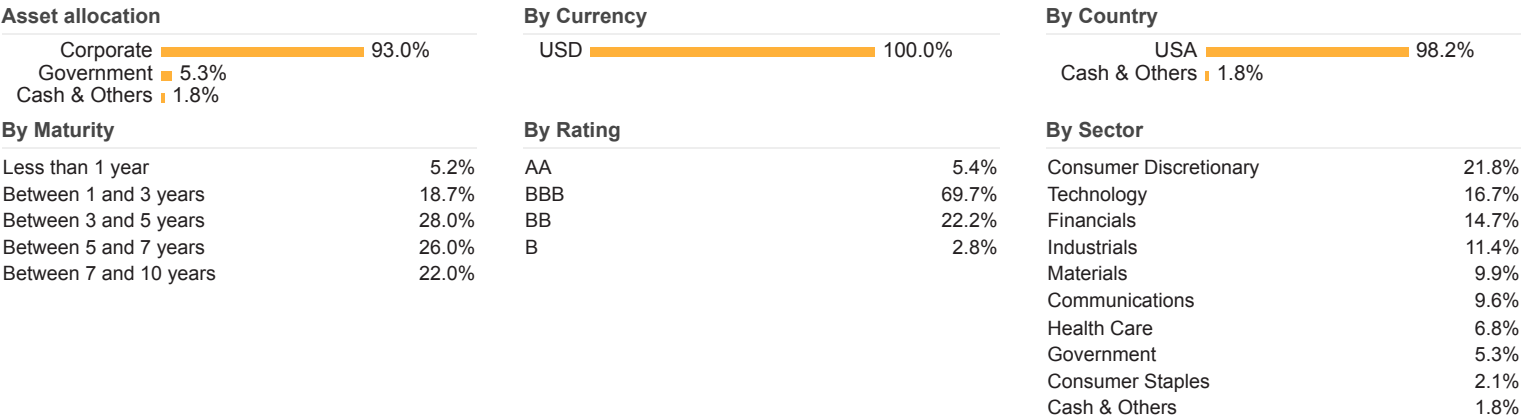 Asset allocation
Corporate 93.0%
Government 5.3%
Cash & Others 1.8%
By Currency
USD 100.0%
By Country
USA 98.2%
Cash & Others 1.8%
By Maturity
Less than 1 year 5.2%
Between 1 and 3 years 18.7%
Between 3 and 5 years 28.0%
Between 5 and 7 years 26.0%
Between 7 and 10 years 22.0%
By Rating
AA 5.4%
BBB 69.7%
BB 22.2%
B 2.8%
By Sector
Consumer Discretionary 21.8%
Technology 16.7%
Financials 14.7%
Industrials 11.4%
Materials 9.9%
Communications 9.6%
Health Care 6.8%
Government 5.3%
Consumer Staples 2.1%
Cash & Others 1.8%